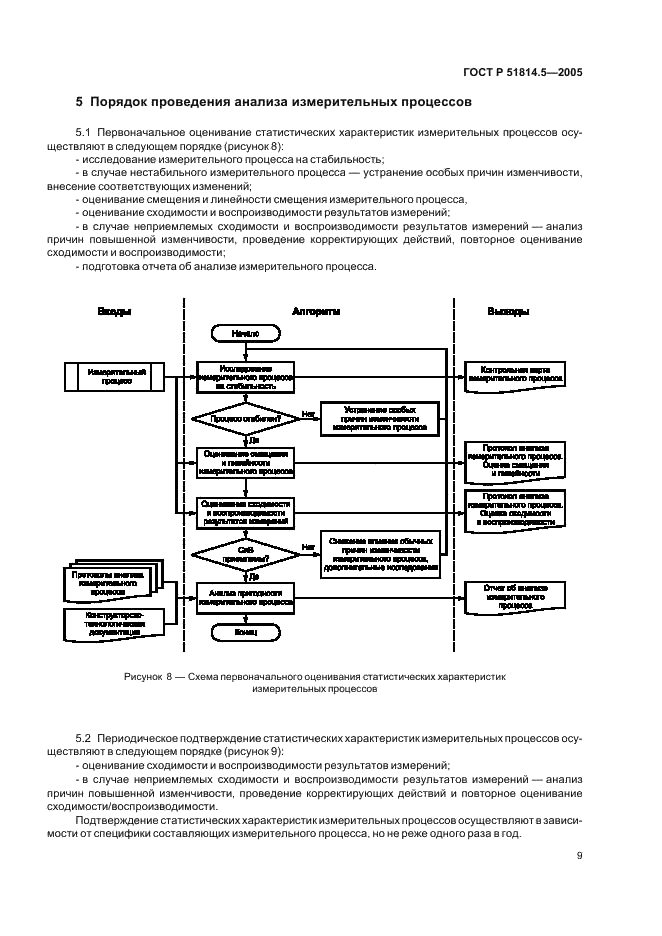 ГОСТ Р 51814.5—2005
5 Порядок проведения анализа измерительных процессов
5.1 Первоначальное оценивание статистических характеристик измерительных процессов осу-
ществляют в следующем порядке (рисунок 8):
- исследование измерительного процесса на стабильность;
- в случае нестабильного измерительного процесса — устранение особых причин изменчивости,
внесение соответствующих изменений;
- оценивание смещения и линейности смещения измерительного процесса,
- оценивание сходимости и воспроизводимости результатов измерений;
- в случае неприемлемых сходимости и воспроизводимости результатов измерений — анализ
причин повышенной изменчивости, проведение корректирующих действий, повторное оценивание
сходимости и воспроизводимости;
- подготовка отчета об анализе измерительного процесса.
Входы
Алгоритм
Выходы
Начало
Измерительный
процесс
Исследование
измерительного процесса
на стабильность
Контрольная карта
измерительного процесса
Процесс стабилен?
Нет
Устранение особых
причин изменчивости
измерительного процесса
Да
Оценивание смещения
и линейности
измерительного процесса
Протокол анализа
измерительного процесса.
Оценка смещения
и линейности
Оценивание сходимости
и воспроизводимости
результатов измерений
Протокол анализа
измерительного процесса.
Оценка сходимости
и воспроизводимости
СиВ
приемлемы?
Нет
Снижение влияния обычных
причин изменчивости
измерительного процесса,
дополнительные исследования
Да
Протоколы анализа
измерительного
процесса
Анализ пригодности
измерительного процесса
Отчет об анализе
измерительного
процесса
Конструкторско-
технологическая
документация
Конец
Рисунок 8 — Схема первоначального оценивания статистических характеристик
измерительных процессов
5.2 Периодическое подтверждение статистических характеристик измерительных процессов осу-
ществляют в следующем порядке (рисунок 9):
- оценивание сходимости и воспроизводимости результатов измерений;
- в случае неприемлемых сходимости и воспроизводимости результатов измерений — анализ
причин повышенной изменчивости, проведение корректирующих действий и повторное оценивание
сходимости/воспроизводимости.
Подтверждение статистических характеристик измерительных процессов осуществляют в зависи-
мости от специфики составляющих измерительного процесса, но не реже одного раза в год.
9